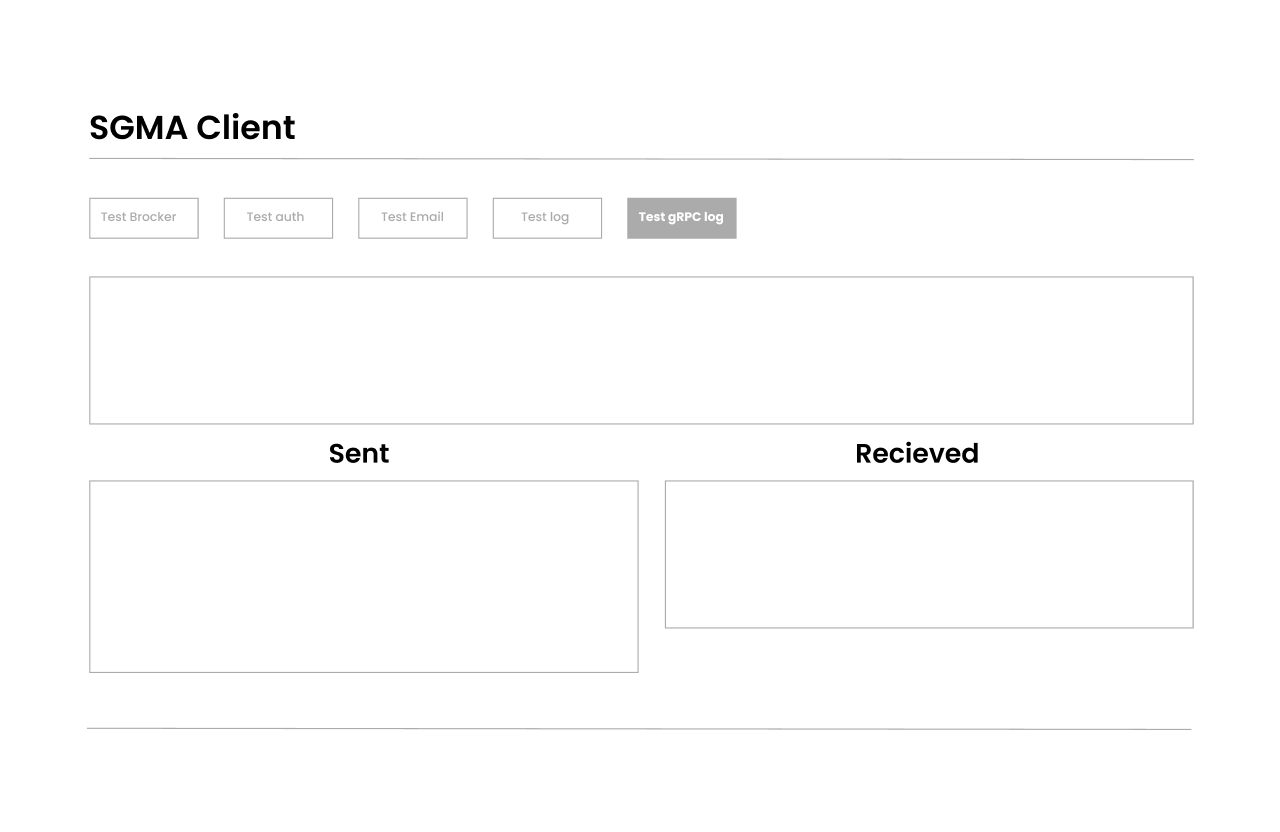 SGMA Client
Test Brocker
Test auth
Test Email
Test log
Test gRPC log
Sent
Recieved